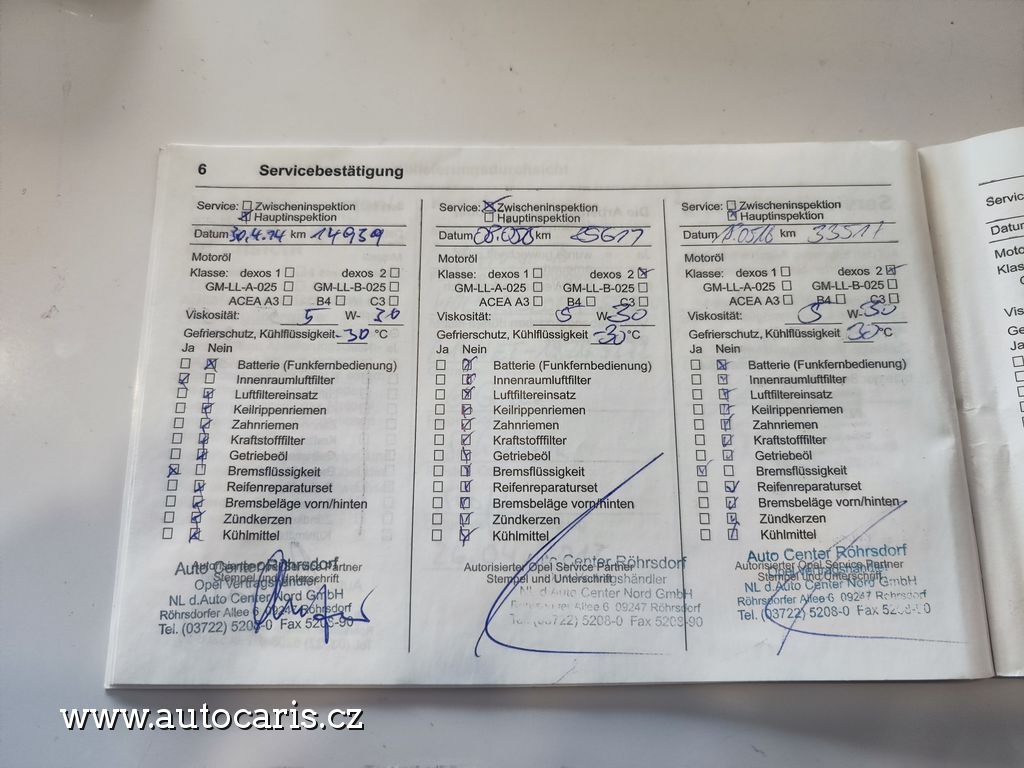 6 Servicebestätigung
Service: Zwischeninspektion
Hauptinspektion
Datum 30.4.14 km 14939
Motoröl
Klasse: dexos 1 dexos 2
GM-LL-A-025 GM-LL-B-025
ACEA A3 B4 C3
Viskosität: 5 W- 30
Gefrierschutz, Kühlflüssigkeit -30 °C
Ja Nein
Batterie (Funkfernbedienung)
Innenraumluftfilter
Luftfiltereinsatz
Keilrippenriemen
Zahnriemen
Kraftstofffilter
Getriebeöl
Bremsflüssigkeit
Reifenreparaturset
Bremsbeläge vorn/hinten
Zündkerzen
Kühlmittel
Autorisierter Opel Service Partner
Stempel und Unterschrift
Auto Center Röhrsdorf
Opel Vertragshändler
NL d.Auto Center Nord GmbH
Röhrsdorfer Allee 6 09247 Röhrsdorf
Tel. (03722) 5208-0 Fax 5208-90
Service: Zwischeninspektion
Hauptinspektion
Datum km 25617
Motoröl
Klasse: dexos 1 dexos 2
GM-LL-A-025 GM-LL-B-025
ACEA A3 B4 C3
Viskosität: 5 W- 30
Gefrierschutz, Kühlflüssigkeit -30 °C
Ja Nein
Batterie (Funkfernbedienung)
Innenraumluftfilter
Luftfiltereinsatz
Keilrippenriemen
Zahnriemen
Kraftstofffilter
Getriebeöl
Bremsflüssigkeit
Reifenreparaturset
Bremsbeläge vorn/hinten
Zündkerzen
Kühlmittel
Auto Center Röhrsdorf
Autorisierter Opel Service Partner
Stempel und Unterschrift
NL d.Auto Center Nord GmbH
Allee 6 09247 Röhrsdorf
Tel. (03722) 5208-0 Fax 5208-90
Service: Zwischeninspektion
Hauptinspektion
Datum km 33517
Motoröl
Klasse: dexos 1 dexos 2
GM-LL-A-025 GM-LL-B-025
ACEA A3 B4 C3
Viskosität: 5 W- 30
Gefrierschutz, Kühlflüssigkeit 30 °C
Ja Nein
Batterie (Funkfernbedienung)
Innenraumluftfilter
Luftfiltereinsatz
Keilrippenriemen
Zahnriemen
Kraftstofffilter
Getriebeöl
Bremsflüssigkeit
Reifenreparaturset
Bremsbeläge vorn/hinten
Zündkerzen
Kühlmittel
Auto Center Röhrsdorf
Autorisierter Opel Service Partner
Opel Vertragshändler
Stempel und Unterschrift
NL d.Auto Center Nord GmbH
Röhrsdorfer Allee 6 09247 Röhrsdorf
Tel. (03722) 5208-0 Fax
www.autocaris.cz